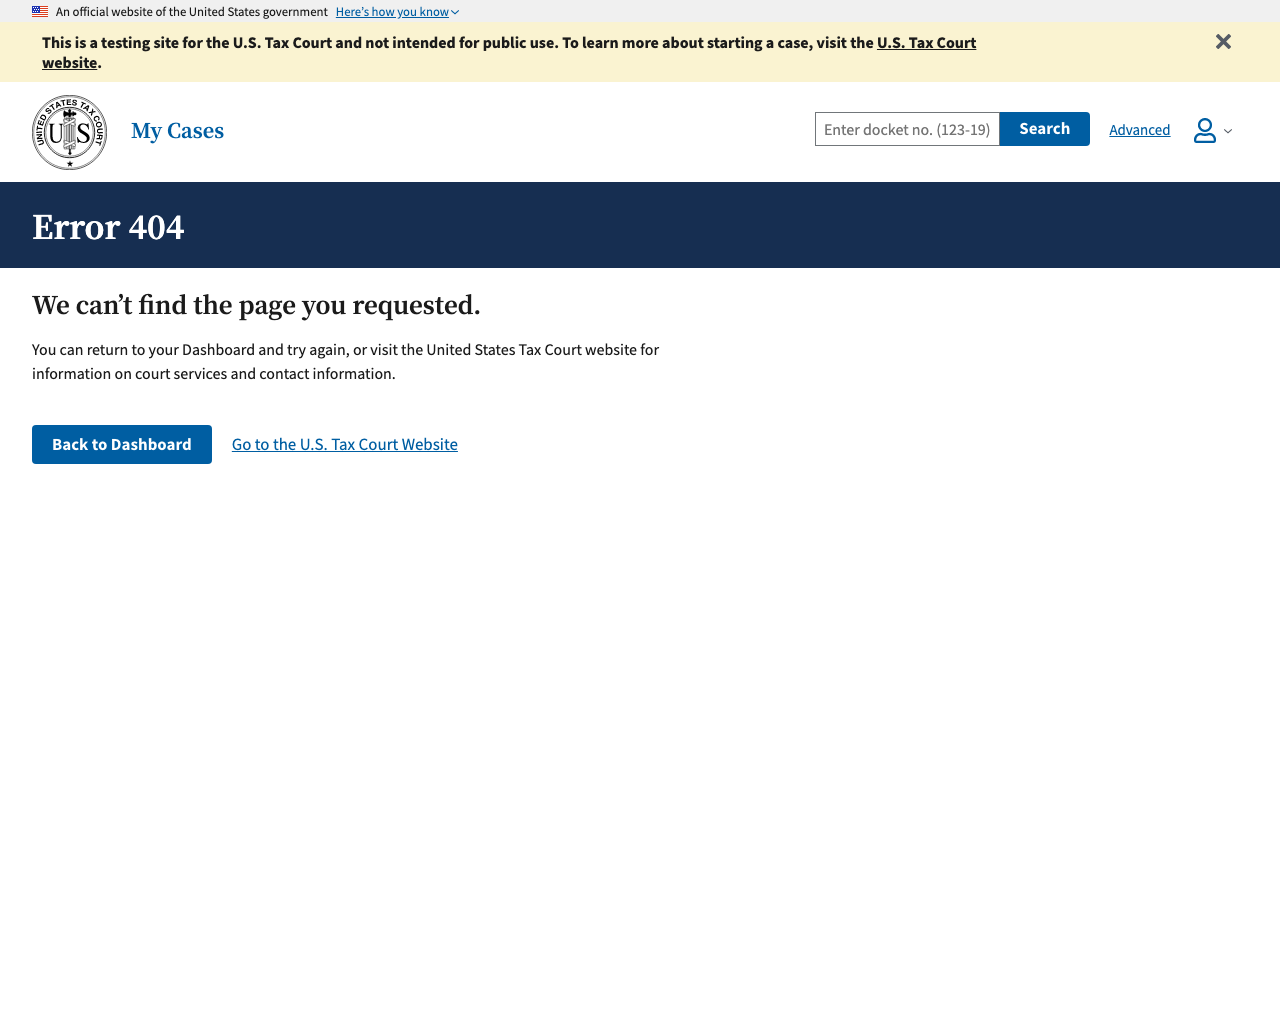 An official website of the United States government Here's how you know
This is a testing site for the U.S. Tax Court and not intended for public use. To learn more about starting a case, visit the U.S. Tax Court
website.
UNITED STATES TAX COURT
US
My Cases
Enter docket no. (123-19)
Search
Advanced
Error 404
We can’t find the page you requested.
You can return to your Dashboard and try again, or visit the United States Tax Court website for
information on court services and contact information.
Back to Dashboard
Go to the U.S. Tax Court Website